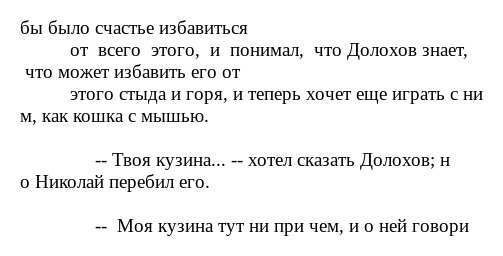 бы было счастье избавиться
от всего этого, и понимал, что Долохов знает,
что может избавить его от
этого стыда и горя, и теперь хочет еще играть с ни
м, как кошка с мышью.
-- Твоя кузина... -- хотел сказать Долохов; н
о Николай перебил его.
-- Моя кузина тут ни при чем, и о ней говори